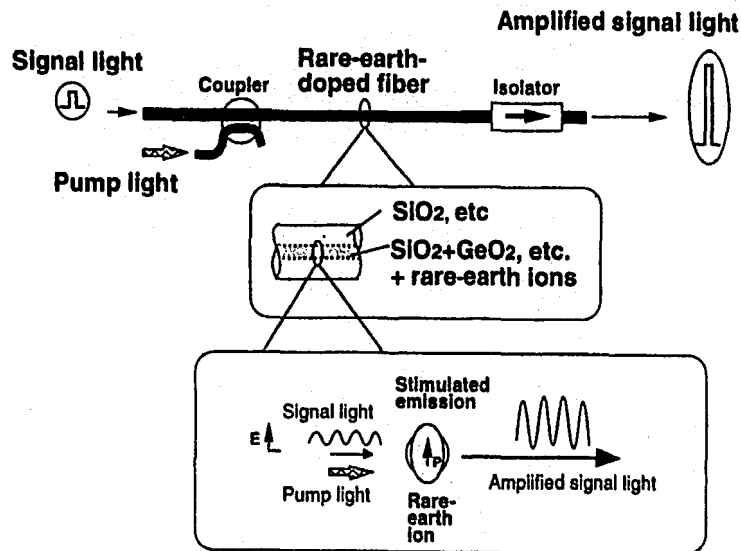 Amplified signal light
Signal light
Rare-earth-
doped fiber
Coupler
Isolator
Pump light
SiO2, etc
SiO2+GeO2, etc.
+ rare-earth ions
Stimulated
emission
Signal light
E
P
Pump light
Amplified signal light
Rare-
earth
ion